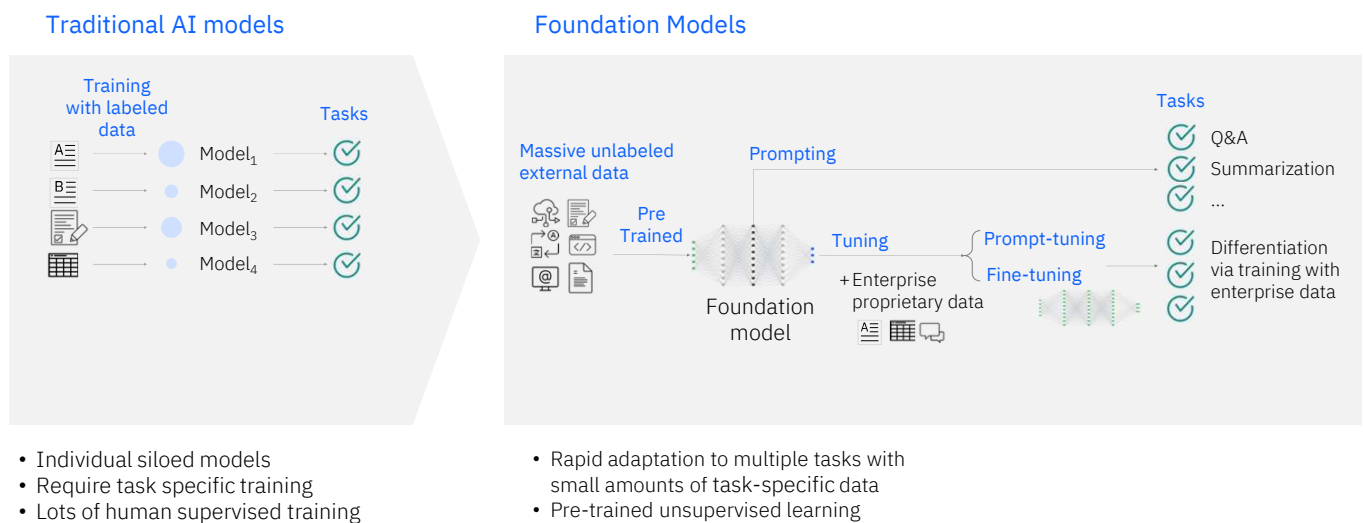 Traditional AI models
Training
with labeled
data
Tasks
A
Model1
B
Model2
Model3
Model4
• Individual siloed models
• Require task specific training
• Lots of human supervised training
Foundation Models
Massive unlabeled
external data
A
文
</>
@
Pre
Trained
Foundation
model
Prompting
Tuning
+ Enterprise
proprietary data
A
Prompt-tuning
Fine-tuning
Tasks
Q&A
Summarization
...
Differentiation
via training with
enterprise data
• Rapid adaptation to multiple tasks with
small amounts of task-specific data
• Pre-trained unsupervised learning